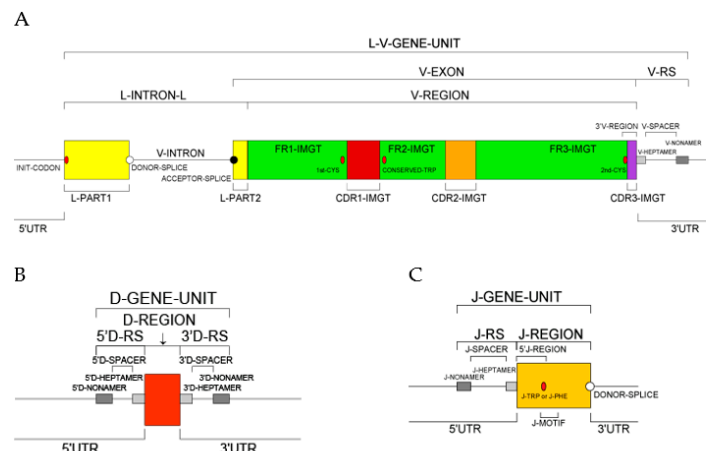 A
L-V-GENE-UNIT
V-EXON
V-RS
L-INTRON-L
V-REGION
3'V-REGION
V-SPACER
V-NONAMER
V-HEPTAMER
V-INTRON
FR1-IMGT
FR2-IMGT
FR3-IMGT
INIT-CODON
DONOR-SPLICE
ACCEPTOR-SPLICE
1st-CYS
CONSERVED-TRP
2nd-CYS
L-PART1
L-PART2
CDR1-IMGT
CDR2-IMGT
CDR3-IMGT
5'UTR
3'UTR
B
D-GENE-UNIT
D-REGION
5'D-RS
↓
3'D-RS
5'D-SPACER
3'D-SPACER
5'D-HEPTAMER
3'D-NONAMER
5'D-NONAMER
3'D-HEPTAMER
5'UTR
3'UTR
C
J-GENE-UNIT
J-RS
J-REGION
J-SPACER
5'J-REGION
J-HEPTAMER
J-NONAMER
J-TRP or J-PHE
DONOR-SPLICE
J-MOTIF
5'UTR
3'UTR